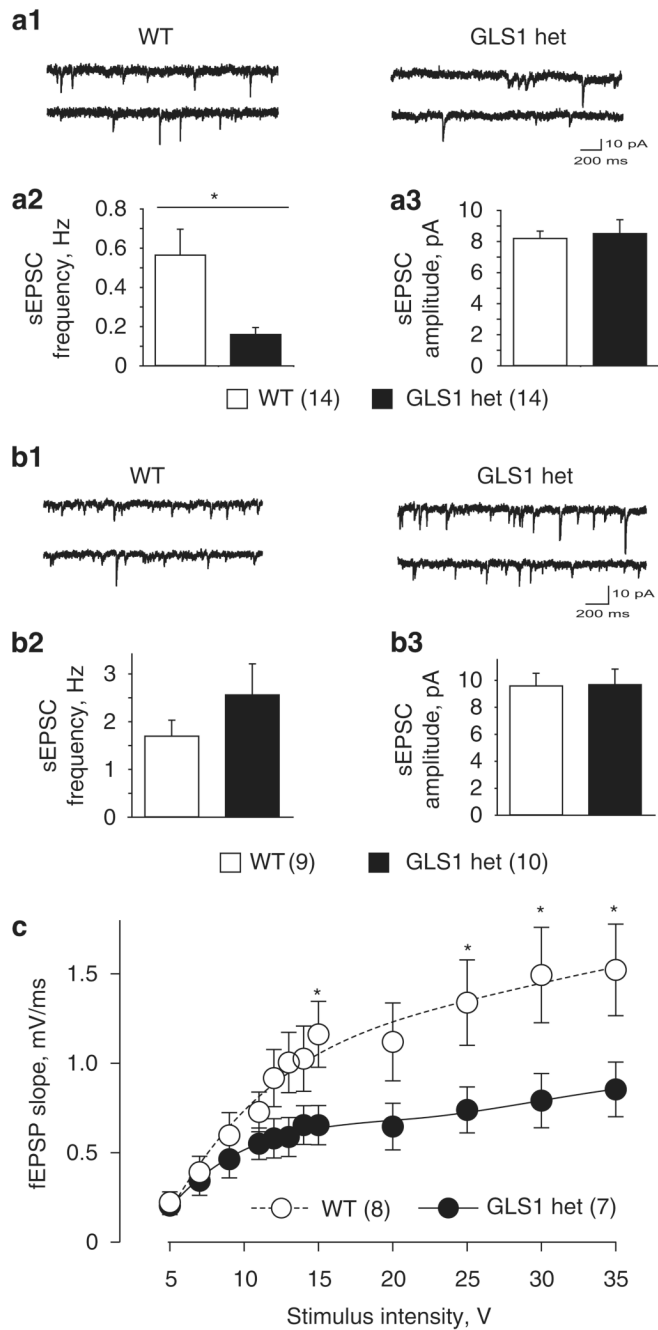 a1
WT
GLS1 het
10 pA
200 ms
a2
sEPSC
frequency, Hz
0.8
0.6
0.4
0.2
0
*
a3
sEPSC
amplitude, pA
10
8
6
4
2
0
WT (14)
GLS1 het (14)
b1
WT
GLS1 het
10 pA
200 ms
b2
sEPSC
frequency, Hz
3
2
1
0
b3
sEPSC
amplitude, pA
10
8
6
4
2
0
WT (9)
GLS1 het (10)
c
fEPSP slope, mV/ms
1.5
1.0
0.5
0
* * * *
WT (8)
GLS1 het (7)
5 10 15 20 25 30 35
Stimulus intensity, V